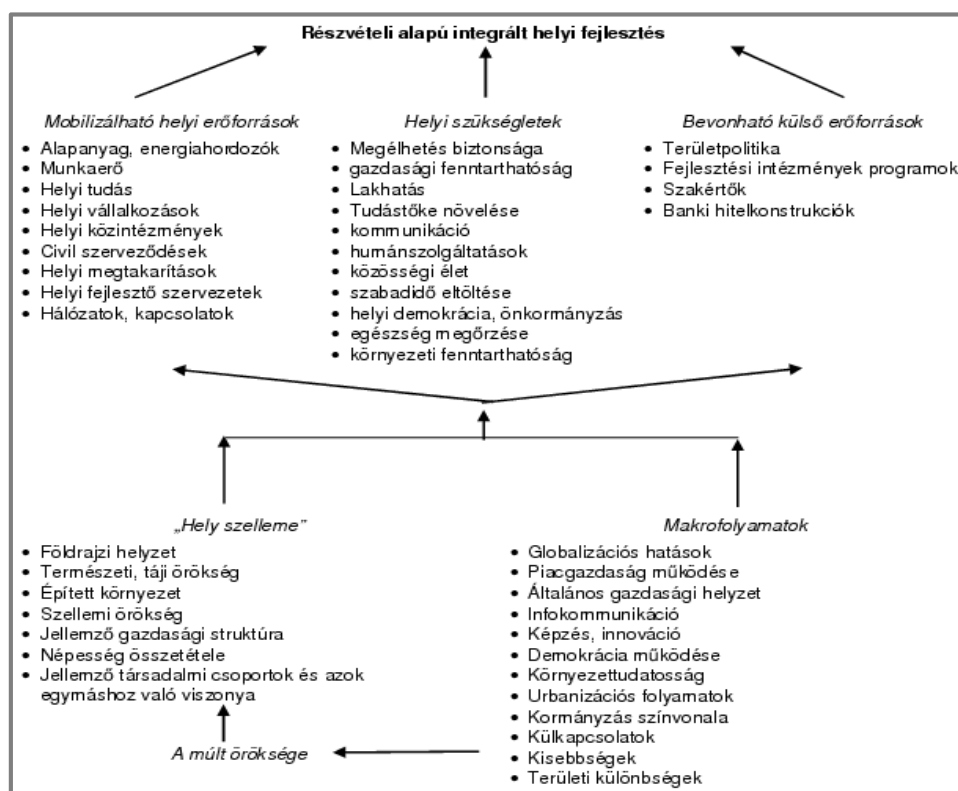 Részvételi alapú integrált helyi fejlesztés
Mobilizálható helyi erőforrások
• Alapanyag, energiahordozók
• Munkaerő
• Helyi tudás
• Helyi vállalkozások
• Helyi közintézmények
• Civil szerveződések
• Helyi megtakarítások
• Helyi fejlesztő szervezetek
• Hálózatok, kapcsolatok
Helyi szükségletek
• Megélhetés biztonsága
• gazdasági fenntarthatóság
• Lakhatás
• Tudástőke növelése
• kommunikáció
• humánszolgáltatások
• közösségi élet
• szabadidő eltöltése
• helyi demokrácia, önkormányzás
• egészség megőrzése
• környezeti fenntarthatóság
Bevonható külső erőforrások
• Területpolitika
• Fejlesztési intézmények programok
• Szakértők
• Banki hitelkonstrukciók
„Hely szelleme”
• Földrajzi helyzet
• Természeti, táji örökség
• Épített környezet
• Szellemi örökség
• Jellemző gazdasági struktúra
• Népesség összetétele
• Jellemző társadalmi csoportok és azok
egymáshoz való viszonya
A múlt öröksége
Makrofolyamatok
• Globalizációs hatások
• Piacgazdaság működése
• Általános gazdasági helyzet
• Infokommunikáció
• Képzés, innováció
• Demokrácia működése
• Környezettudatosság
• Urbanizációs folyamatok
• Kormányzás színvonala
• Külkapcsolatok
• Kisebbségek
• Területi különbségek